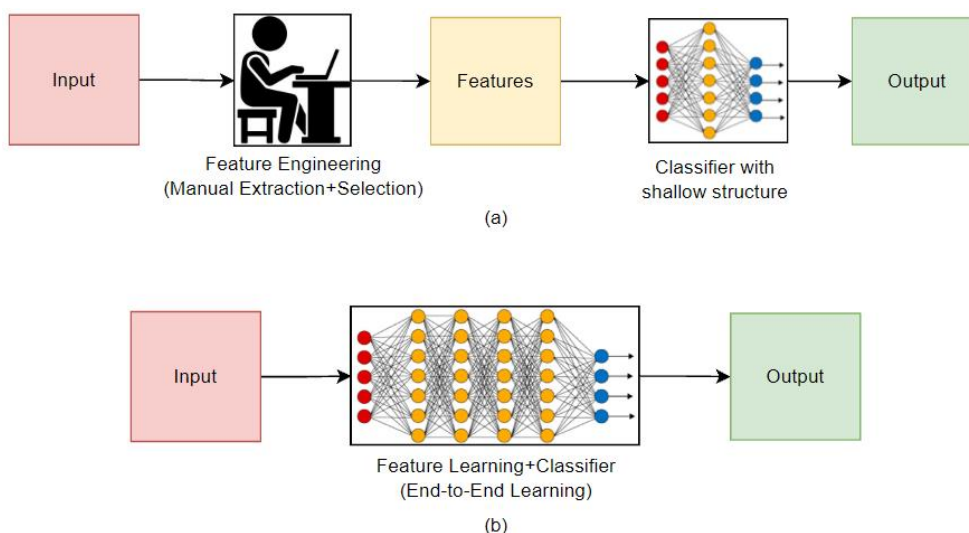 Input
Features
Output
Feature Engineering
(Manual Extraction+Selection)
Classifier with
shallow structure
(a)
Input
Output
Feature Learning+Classifier
(End-to-End Learning)
(b)